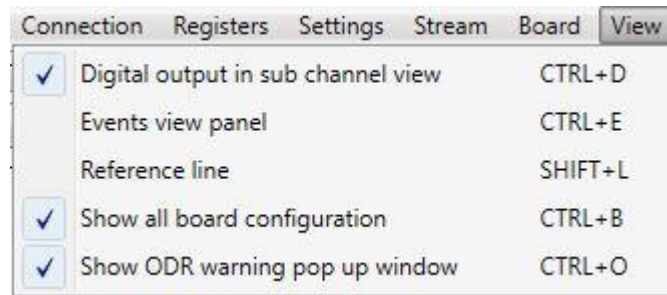 Connection Registers Settings Stream Board View
Digital output in sub channel view CTRL+D
Events view panel CTRL+E
Reference line SHIFT+L
Show all board configuration CTRL+B
Show ODR warning pop up window CTRL+O